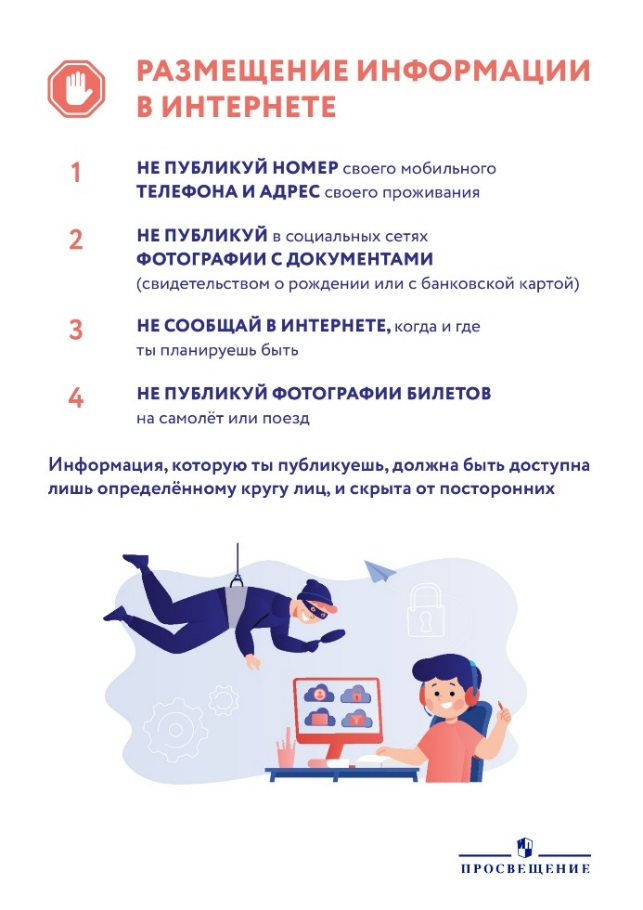 РАЗМЕЩЕНИЕ ИНФОРМАЦИИ
В ИНТЕРНЕТЕ
1
НЕ ПУБЛИКУЙ НОМЕР своего мобильного
ТЕЛЕФОНА И АДРЕС своего проживания
2
НЕ ПУБЛИКУЙ в социальных сетях
ФОТОГРАФИИ С ДОКУМЕНТАМИ
(свидетельством о рождении или с банковской картой)
3
НЕ СООБЩАЙ В ИНТЕРНЕТЕ, когда и где
ты планируешь быть
4
НЕ ПУБЛИКУЙ ФОТОГРАФИИ БИЛЕТОВ
на самолёт или поезд
Информация, которую ты публикуешь, должна быть доступна
лишь определённому кругу лиц, и скрыта от посторонних
ПРОСВЕЩЕНИЕ